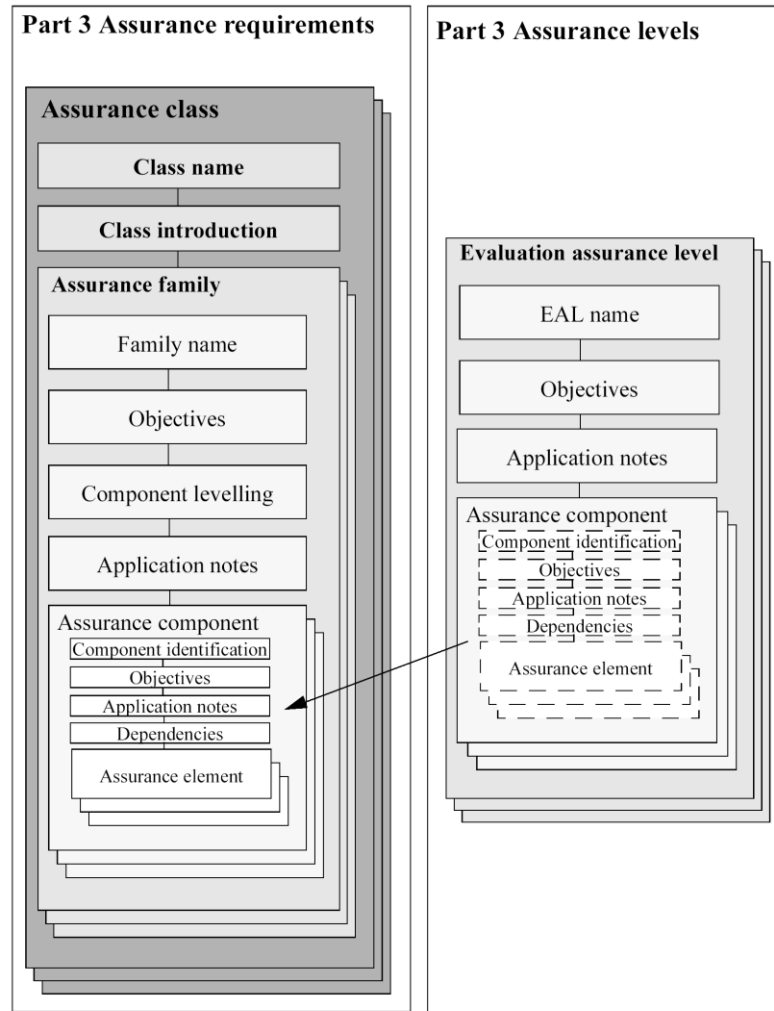 Part 3 Assurance requirements
Assurance class
Class name
Class introduction
Assurance family
Family name
Objectives
Component levelling
Application notes
Assurance component
Component identification
Objectives
Application notes
Dependencies
Assurance element
Part 3 Assurance levels
Evaluation assurance level
EAL name
Objectives
Application notes
Assurance component
Component identification
Objectives
Application notes
Dependencies
Assurance element